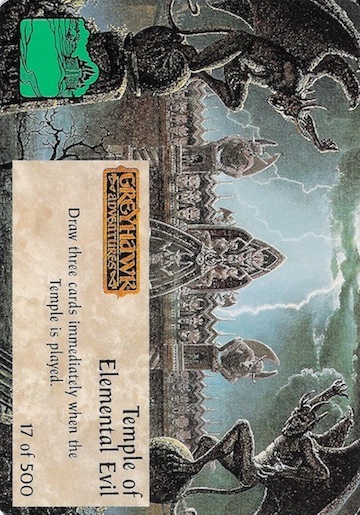 Temple of
Elemental Evil
GREYHAWK
ADVENTURES
Draw three cards immediately when the
Temple is played.
17 of 500